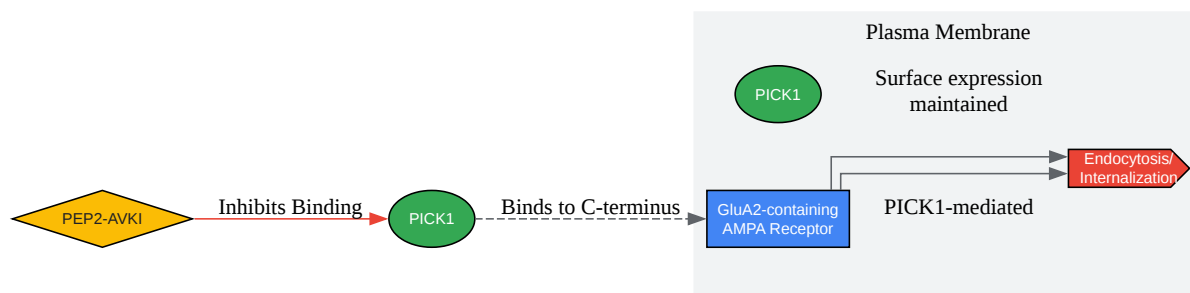 Plasma Membrane
PICK1
Surface expression
maintained
Endocytosis/
Internalization
PEP2-AVKI
Inhibits Binding
PICK1
Binds to C-terminus
GluA2-containing
AMPA Receptor
PICK1-mediated